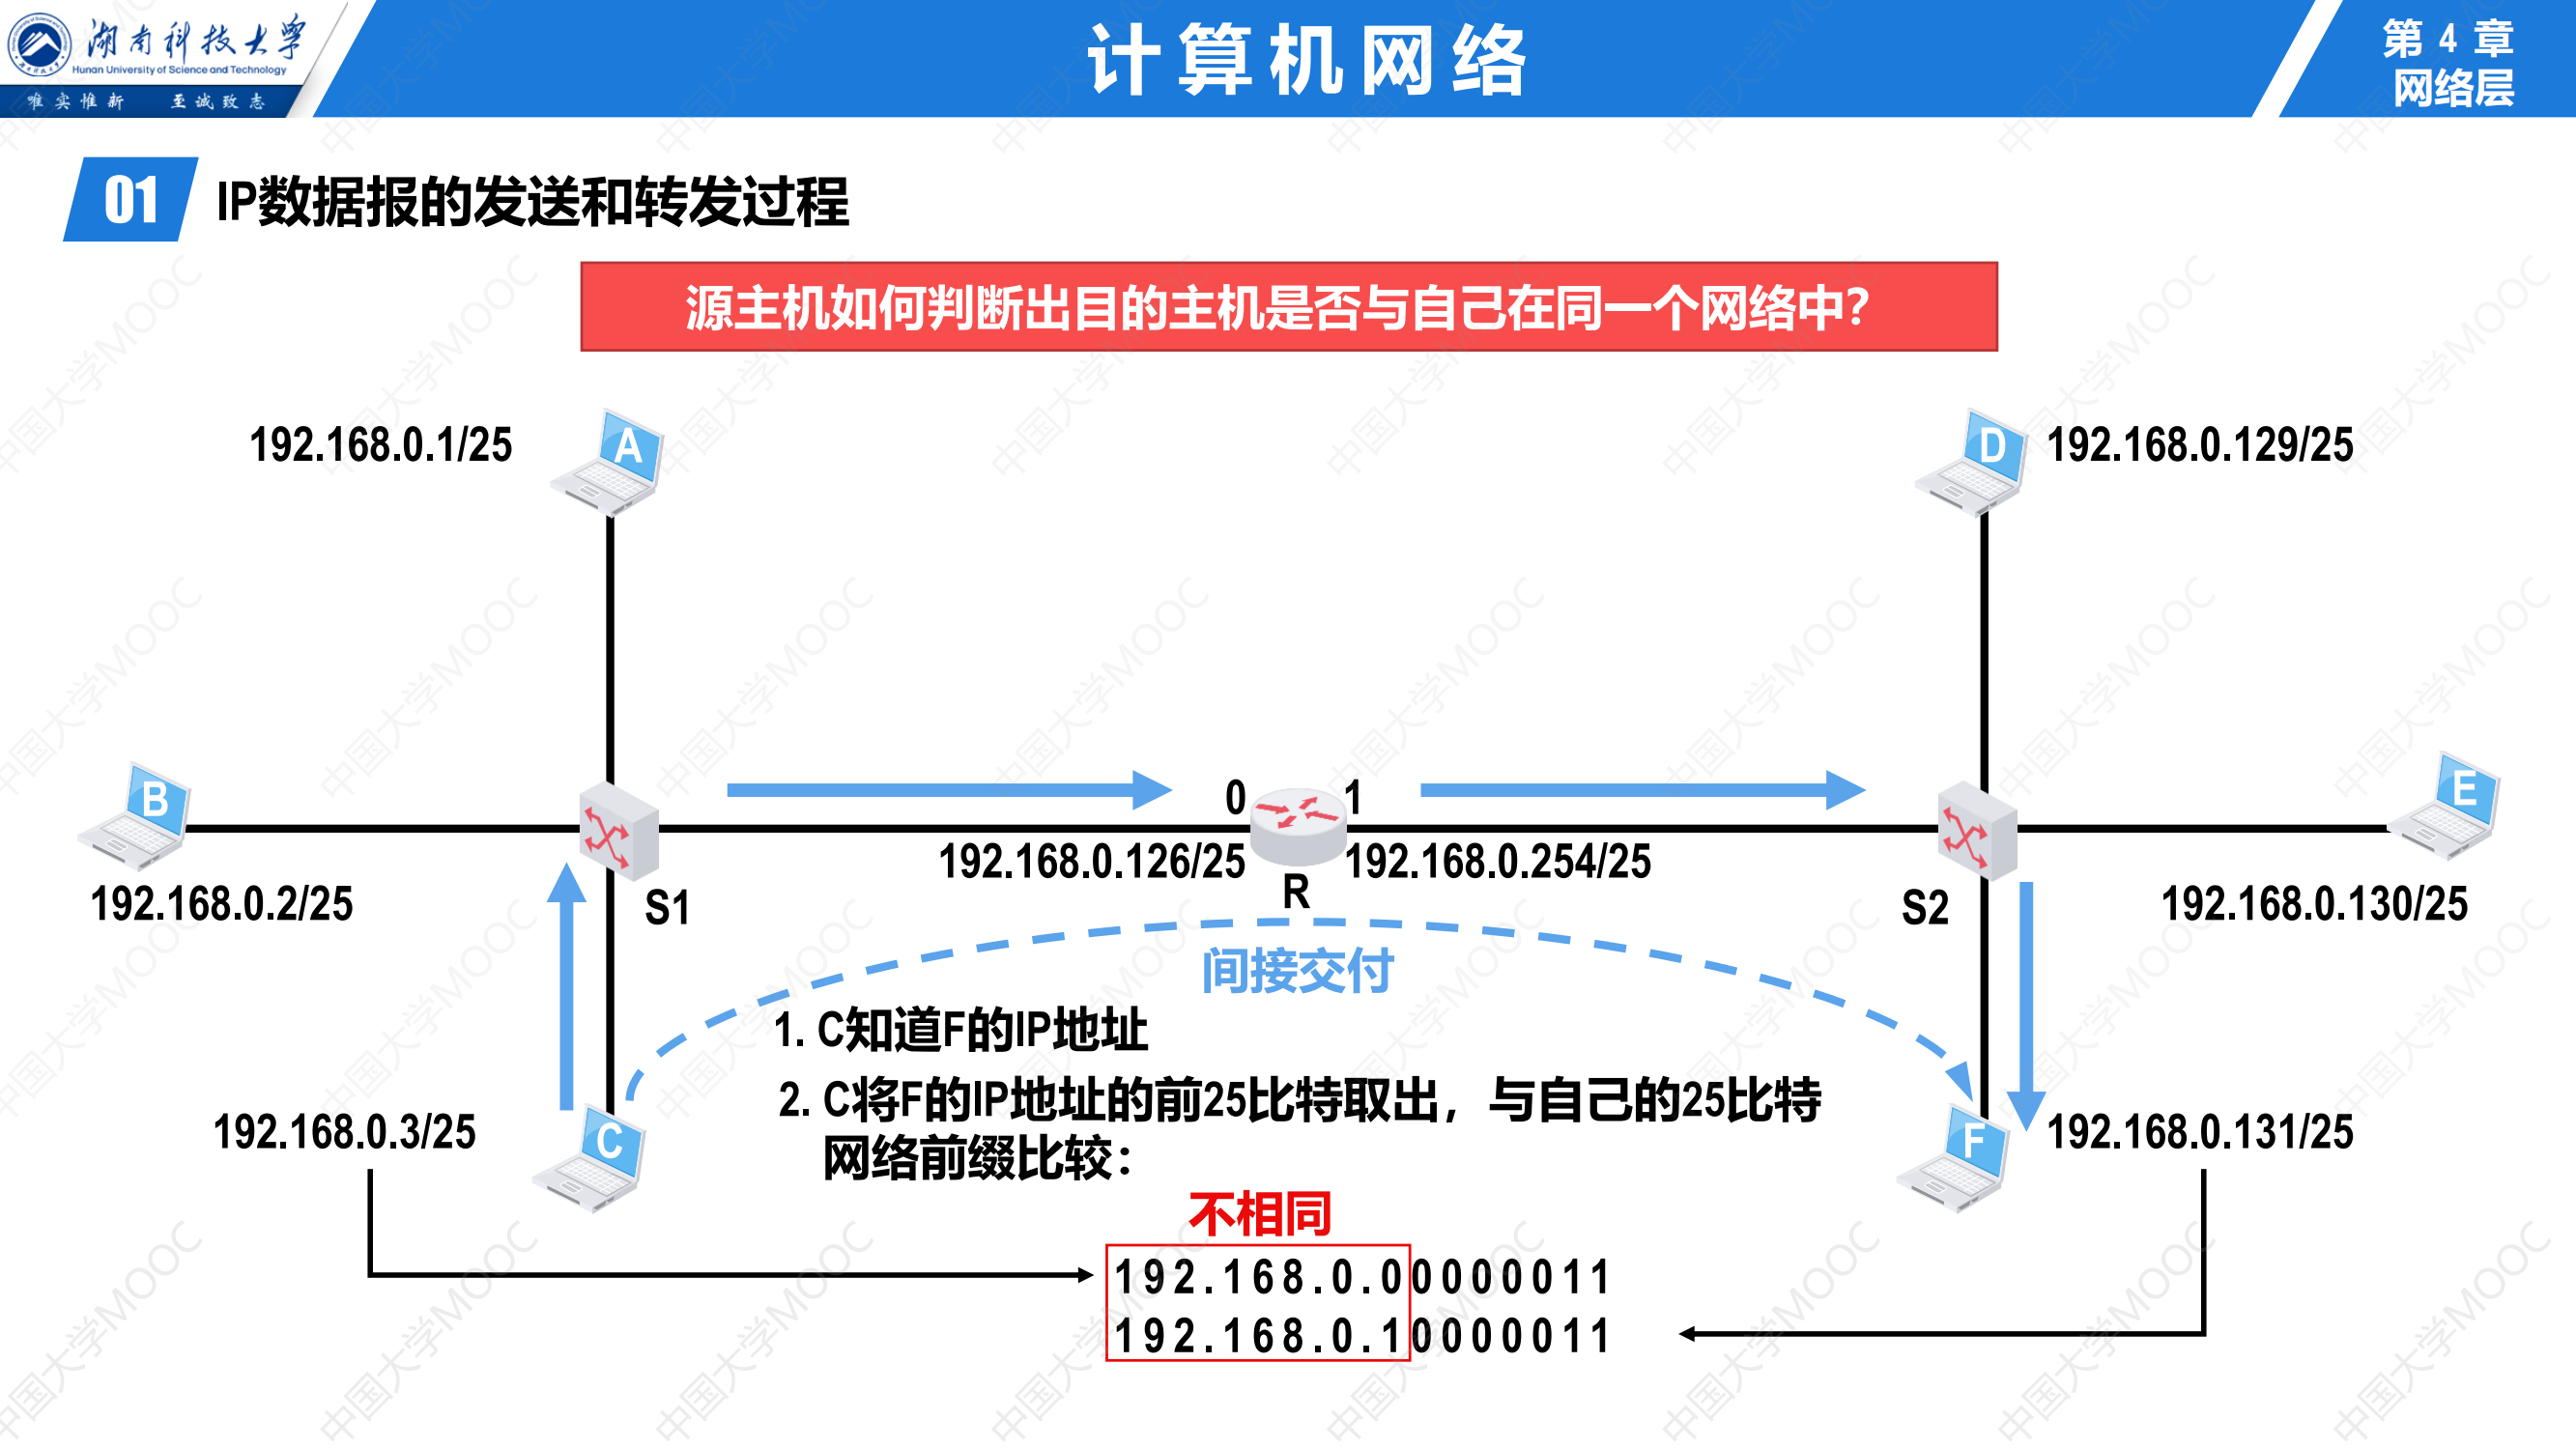 湖南科技大学
Hunan University of Science and Technology
唯实惟新 至诚致志
计算机网络
第 4 章
网络层
01
IP数据报的发送和转发过程
源主机如何判断出目的主机是否与自己在同一个网络中?
192.168.0.1/25
A
D
192.168.0.129/25
B
192.168.0.2/25
S1
0
1
192.168.0.126/25
192.168.0.254/25
R
S2
E
192.168.0.130/25
间接交付
1. C知道F的IP地址
2. C将F的IP地址的前25比特取出，与自己的25比特
网络前缀比较：
192.168.0.3/25
C
F
192.168.0.131/25
不相同
192.168.0.00000011
192.168.0.10000011
中国大学MOOC